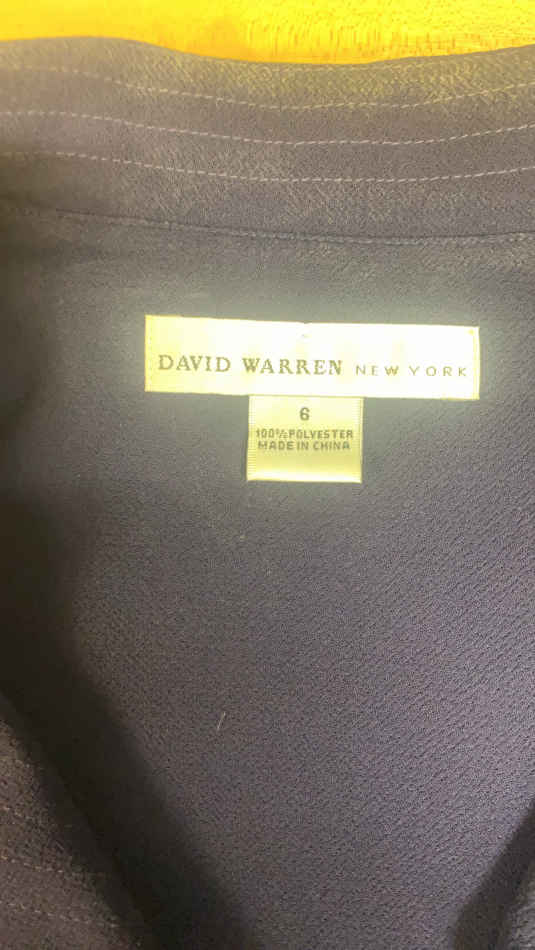 DAVID WARREN NEW YORK
6
100% POLYESTER
MADE IN CHINA